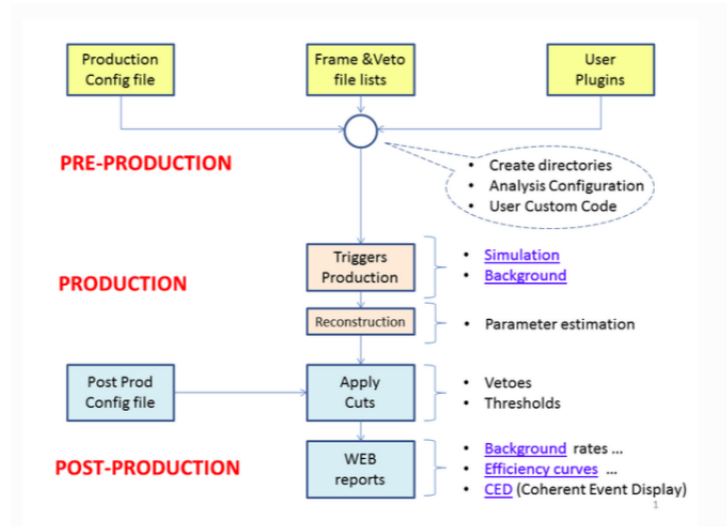 Production
Config file
Frame &Veto
file lists
User
Plugins
PRE-PRODUCTION
• Create directories
• Analysis Configuration
• User Custom Code
Triggers
Production
• Simulation
• Background
PRODUCTION
Reconstruction
• Parameter estimation
Post Prod
Config file
Apply
Cuts
• Vetoes
• Thresholds
POST-PRODUCTION
WEB
reports
• Background rates ...
• Efficiency curves ...
• CED (Coherent Event Display)
1